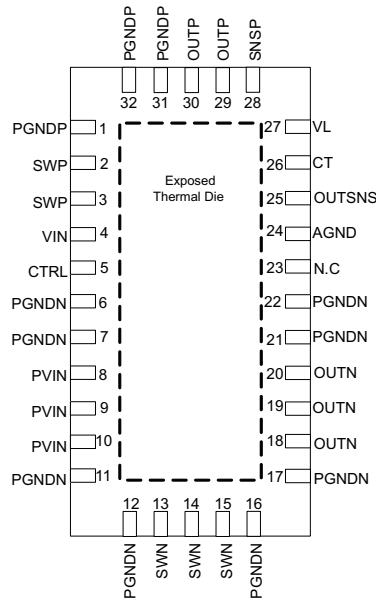 PGNDP PGNDP OUTP OUTP SNSP
32 31 30 29 28
PGNDP 1 27 VL
SWP 2 26 CT
SWP 3 25 OUTSNS
VIN 4 24 AGND
CTRL 5 23 N.C
PGNDN 6 22 PGNDN
PGNDN 7 21 PGNDN
PVIN 8 20 OUTN
PVIN 9 19 OUTN
PVIN 10 18 OUTN
PGNDN 11 17 PGNDN
Exposed
Thermal Die
12 13 14 15 16
PGNDN SWN SWN SWN PGNDN